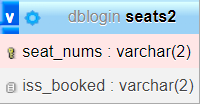 v dblogin seats2
seat_nums : varchar(2)
iss_booked : varchar(2)